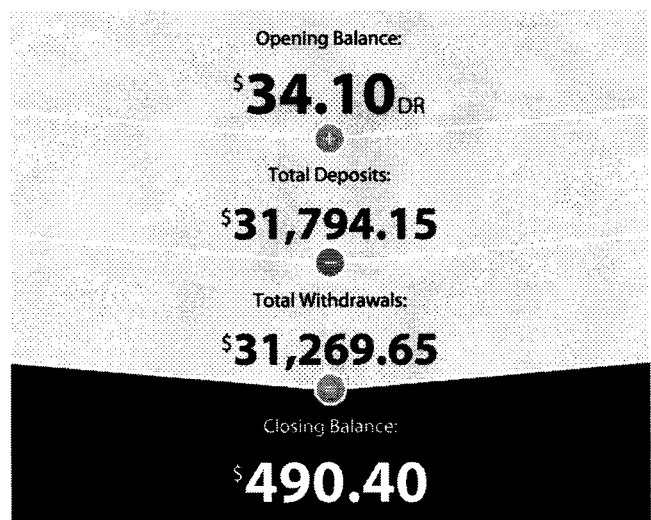 Opening Balance:
$34.10DR
+
Total Deposits:
$31,794.15
−
Total Withdrawals:
$31,269.65
=
Closing Balance:
$490.40